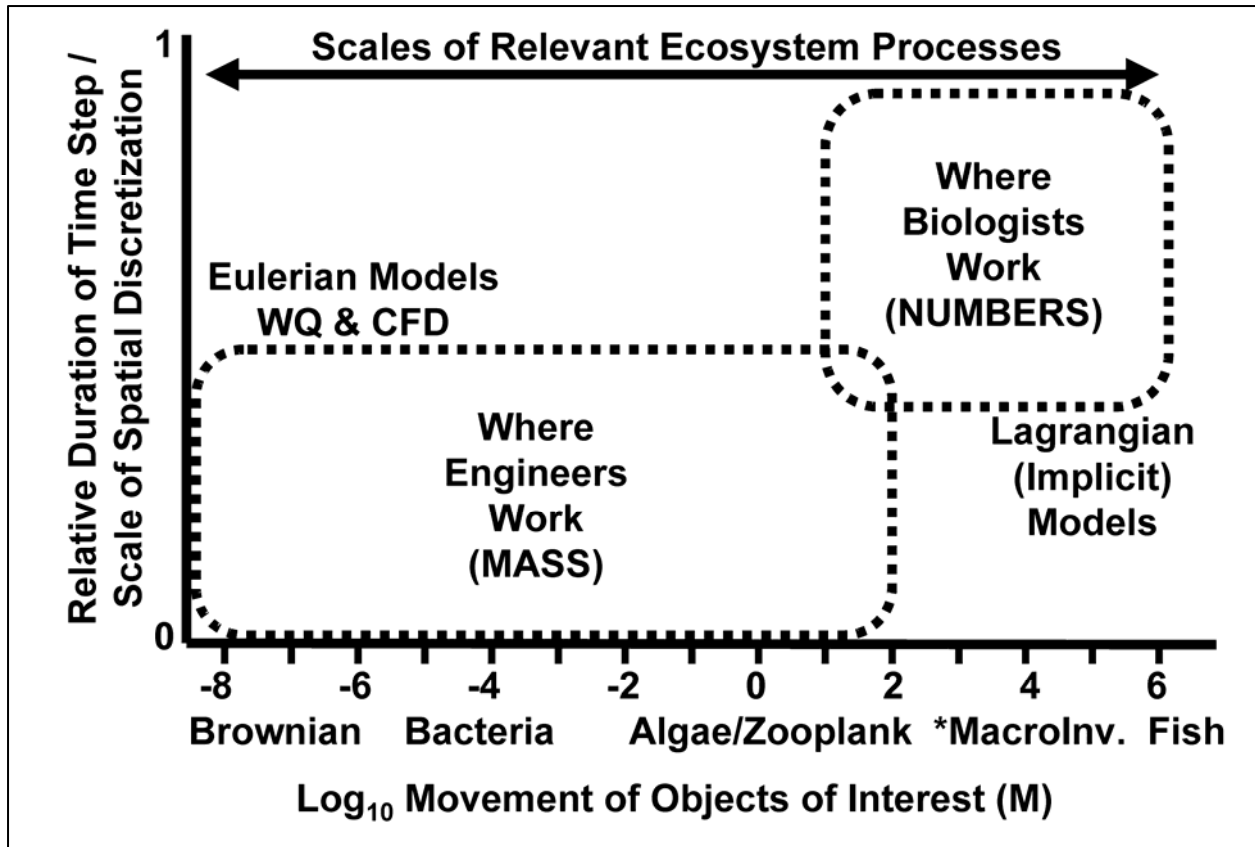 1
Scales of Relevant Ecosystem Processes
Relative Duration of Time Step /
Scale of Spatial Discretization
Where
Biologists
Work
(NUMBERS)
Eulerian Models
WQ & CFD
Where
Engineers
Work
(MASS)
Lagrangian
(Implicit)
Models
0
-8 -6 -4 -2 0 2 4 6
Brownian Bacteria Algae/Zooplank *MacroInv. Fish
Log₁₀ Movement of Objects of Interest (M)